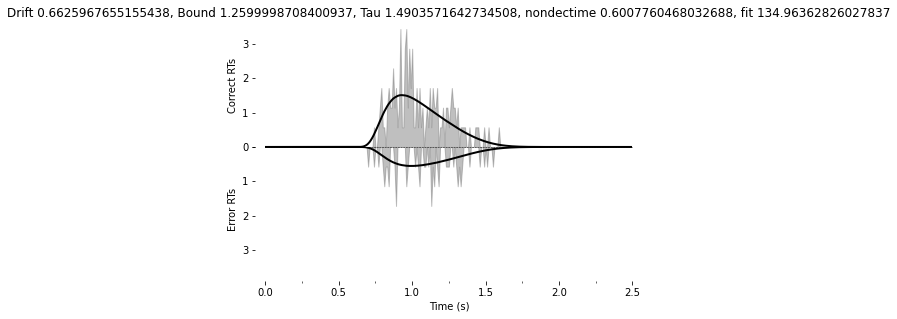 Drift 0.6625967655155438, Bound 1.2599998708400937, Tau 1.4903571642734508, nondectime 0.6007760468032688, fit 134.96362826027837
3
2
1
0
1
2
3
Correct RTs
Error RTs
0.0 0.5 1.0 1.5 2.0 2.5
Time (s)